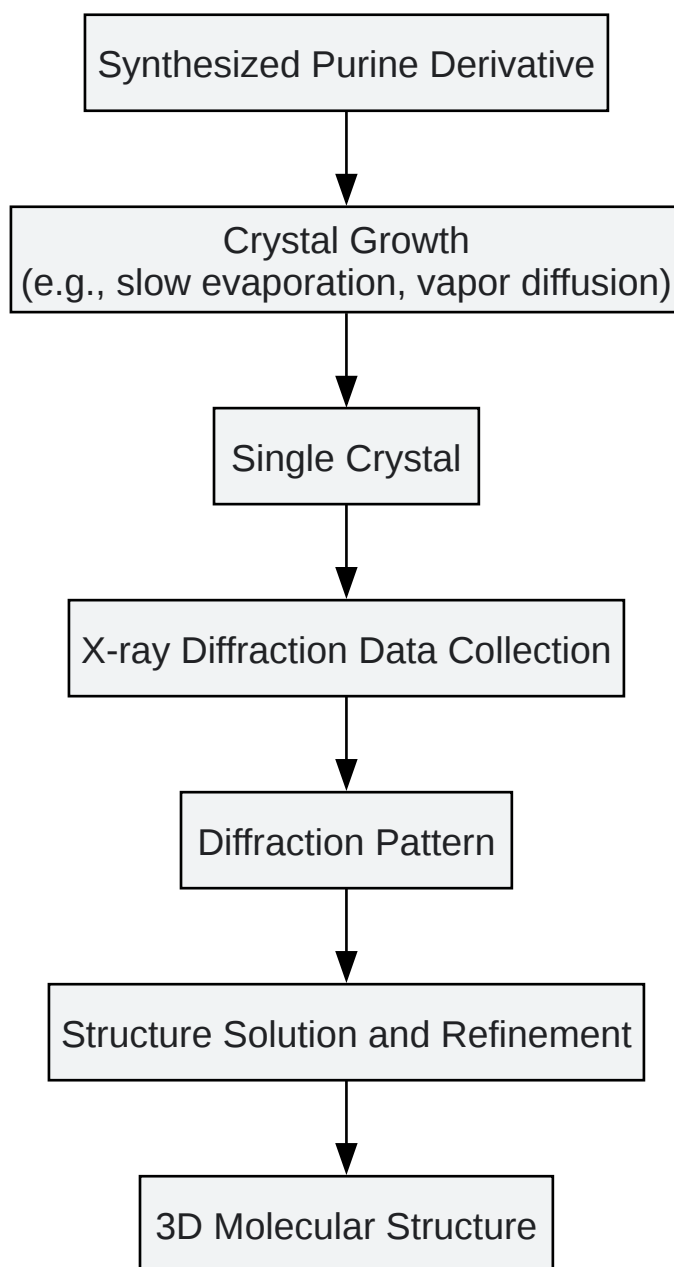 Synthesized Purine Derivative
Crystal Growth
(e.g., slow evaporation, vapor diffusion)
Single Crystal
X-ray Diffraction Data Collection
Diffraction Pattern
Structure Solution and Refinement
3D Molecular Structure